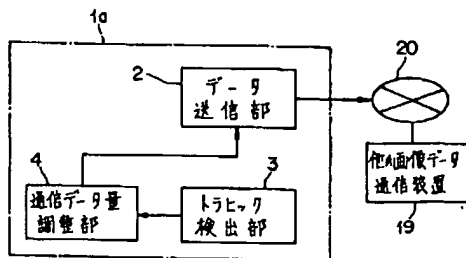 1a
2
データ
送信部
20
4
通信データ量
調整部
3
トラヒック
検出部
他の画像データ
通信装置
19